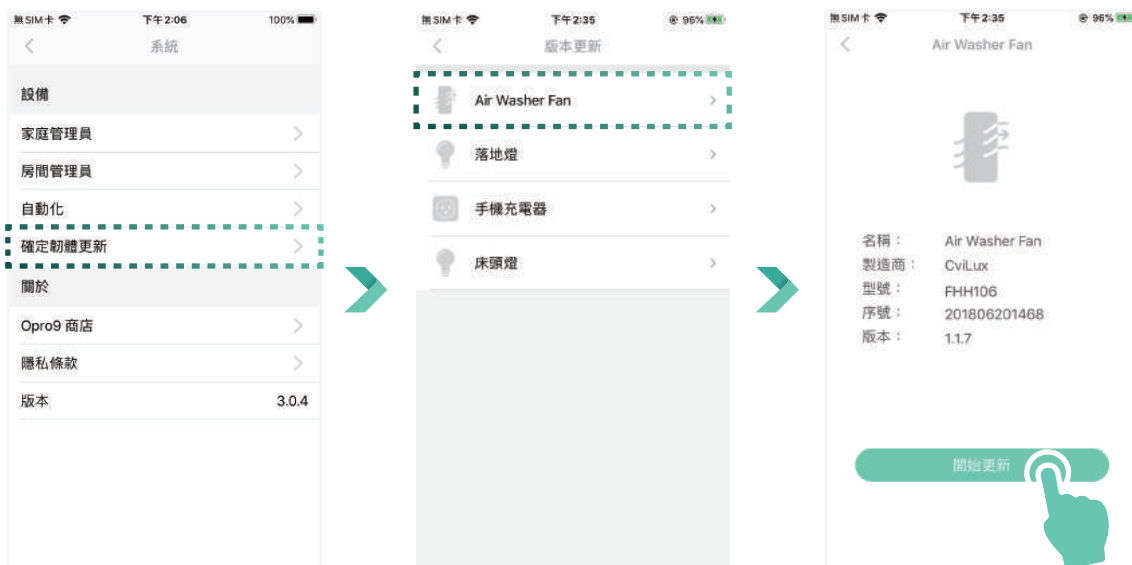 無SIM卡 下午2:06 100%
系統
設備
家庭管理員
房間管理員
自動化
確定韌體更新
關於
Opro9 商店
隱私條款
版本 3.0.4
無SIM卡 下午2:35 96%
版本更新
Air Washer Fan
落地燈
手機充電器
床頭燈
無SIM卡 下午2:35 96%
Air Washer Fan
名稱： Air Washer Fan
製造商： CviLux
型號： FHH106
序號： 201806201468
版本： 1.1.7
開始更新